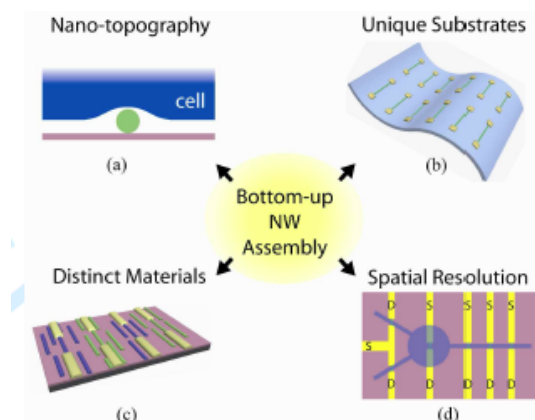 Nano-topography
Unique Substrates
cell
(a)
(b)
Bottom-up
NW
Assembly
Distinct Materials
Spatial Resolution
D S S S S
S
D D D D
(c)
(d)